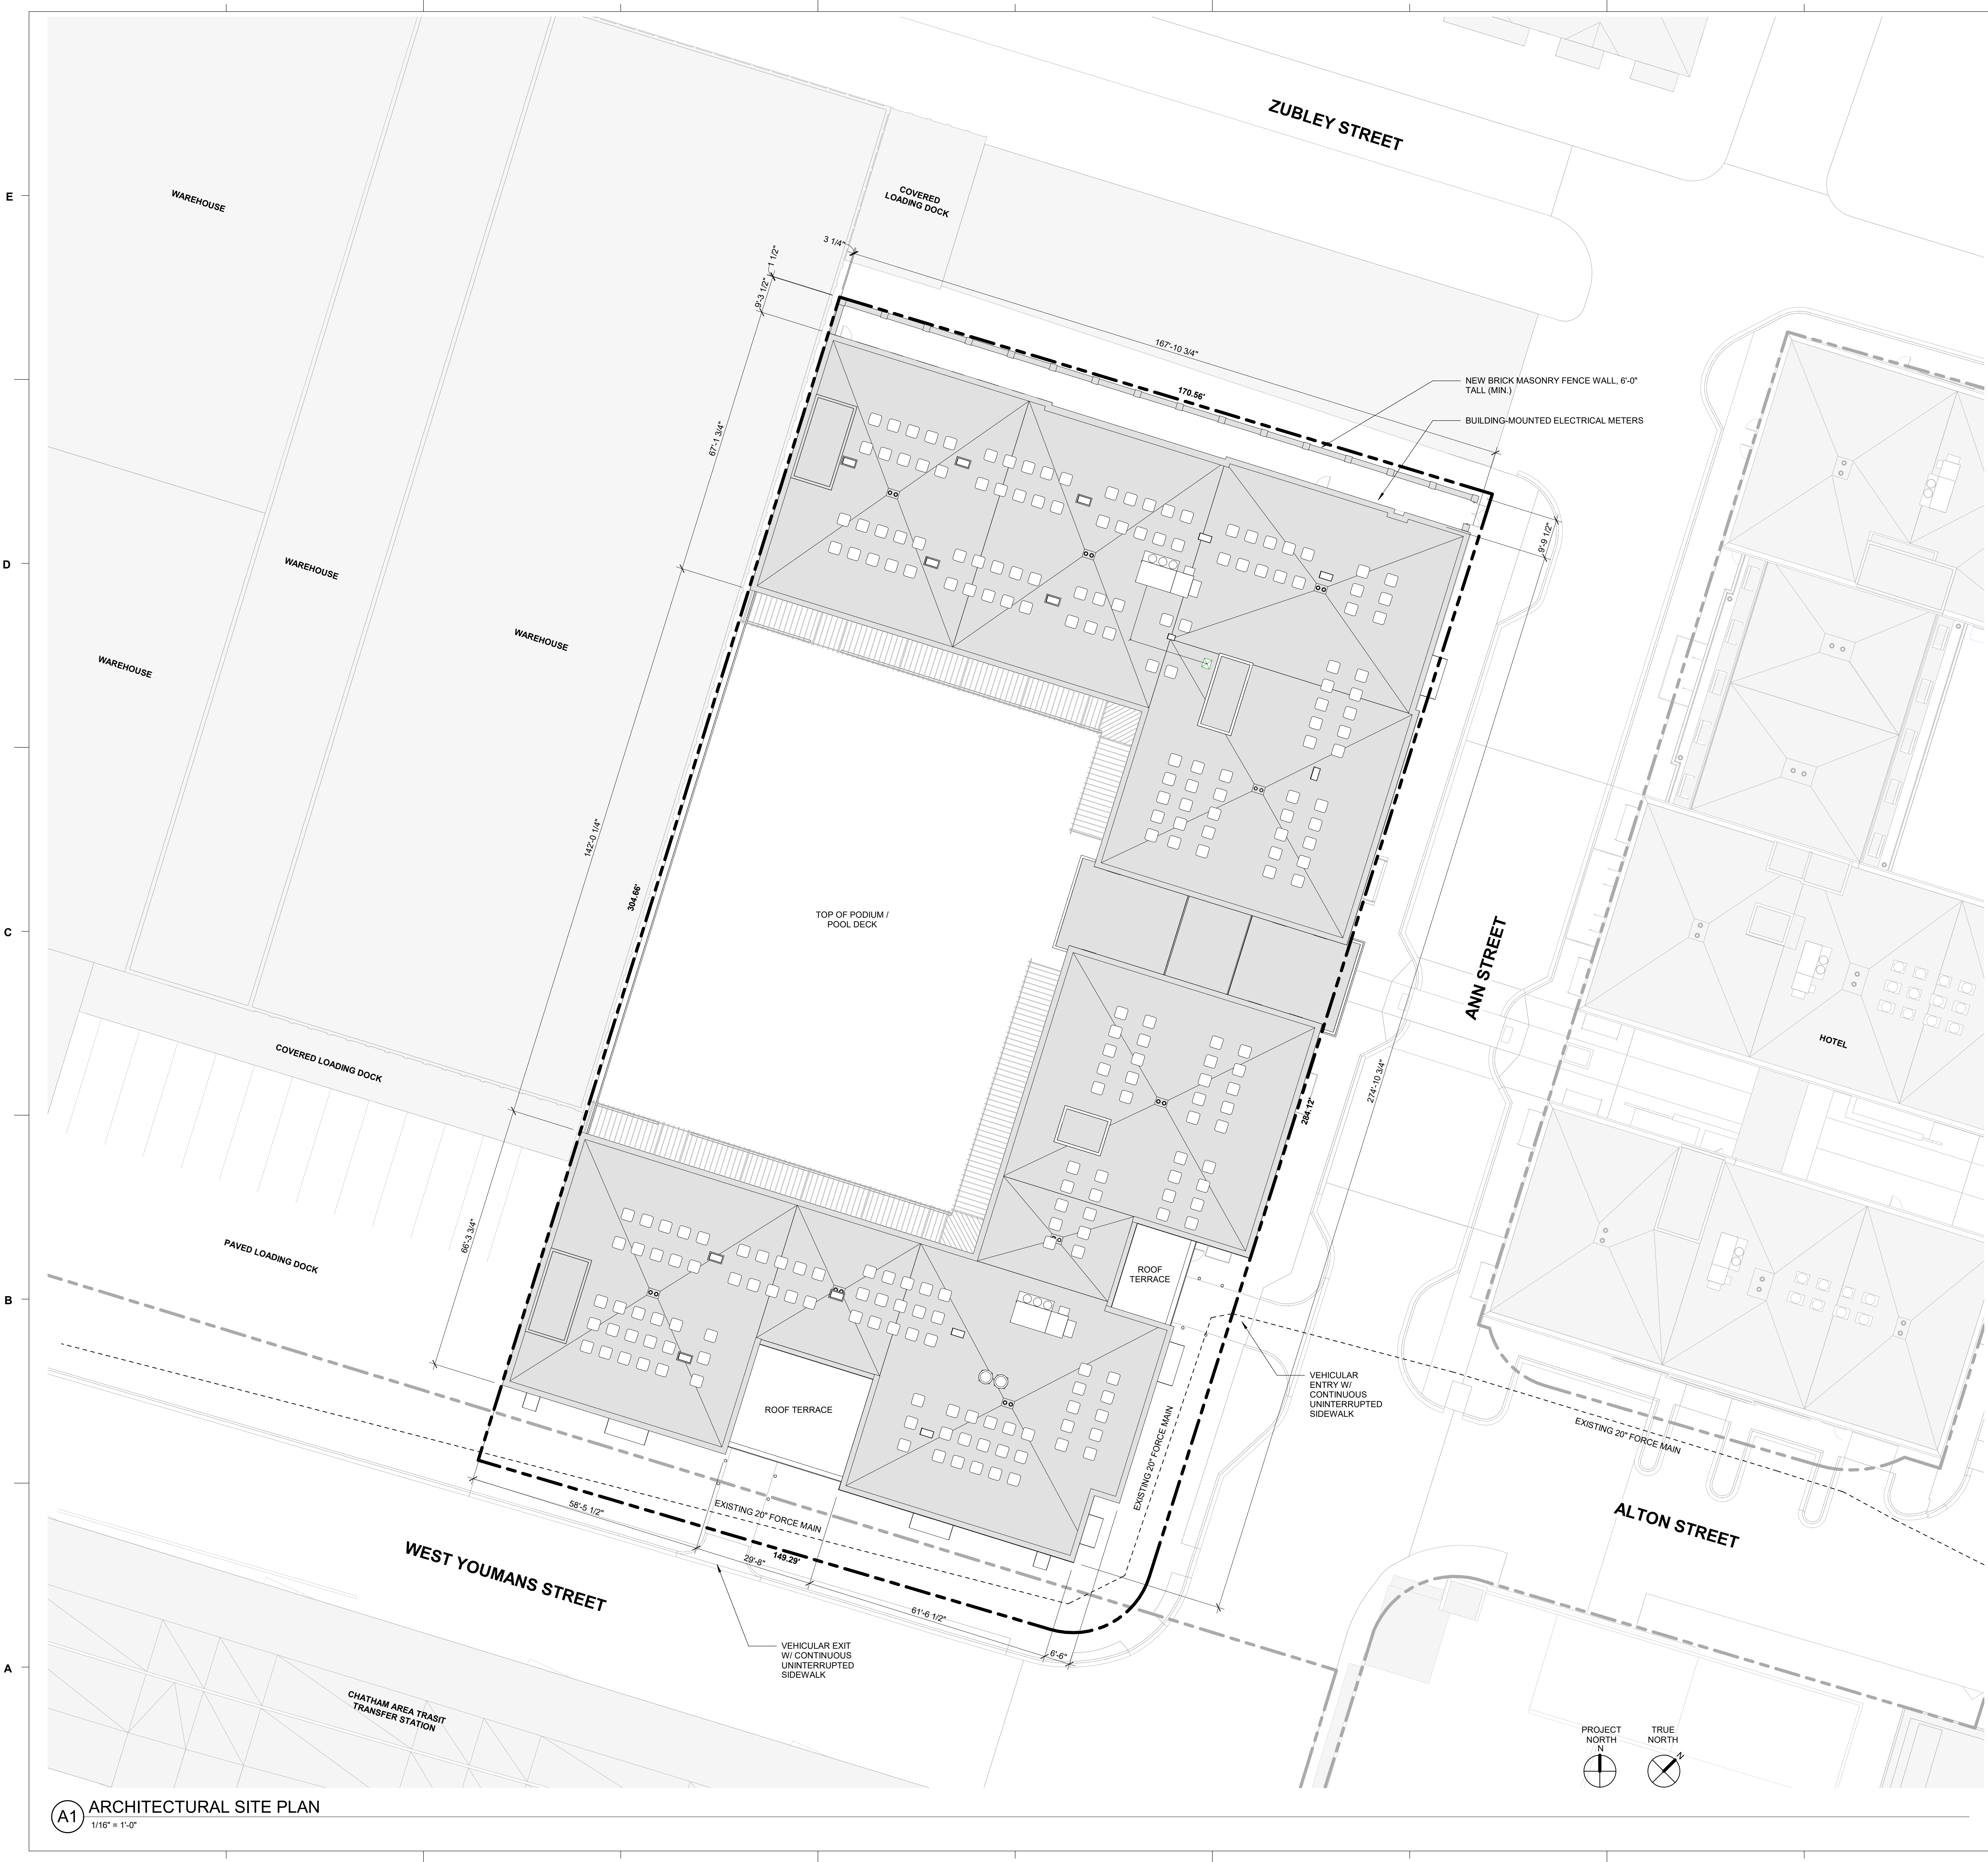 ZUBLEY STREET
E
WAREHOUSE
COVERED
LOADING DOCK
3 1/4"
1 1/2"
9'-3 1/2"
167'-10 3/4"
170.56'
NEW BRICK MASONRY FENCE WALL, 6'-0"
TALL (MIN.)
BUILDING-MOUNTED ELECTRICAL METERS
67'-1 3/4"
9'-9 1/2"
D
WAREHOUSE
WAREHOUSE
WAREHOUSE
142'-0 1/4"
304.66'
TOP OF PODIUM /
POOL DECK
C
ANN STREET
HOTEL
COVERED LOADING DOCK
274'-10 3/4"
284.12'
66'-3 3/4"
PAVED LOADING DOCK
B
ROOF
TERRACE
VEHICULAR
ENTRY W/
CONTINUOUS
UNINTERRUPTED
SIDEWALK
ROOF TERRACE
EXISTING 20" FORCE MAIN
EXISTING 20" FORCE MAIN
EXISTING 20" FORCE MAIN
58'-5 1/2"
ALTON STREET
WEST YOUMANS STREET
149.29'
29'-8"
61'-6 1/2"
6'-6"
VEHICULAR EXIT
W/ CONTINUOUS
UNINTERRUPTED
SIDEWALK
A
CHATHAM AREA TRASIT
TRANSFER STATION
PROJECT
NORTH
N
TRUE
NORTH
N
A1
ARCHITECTURAL SITE PLAN
1/16" = 1'-0"